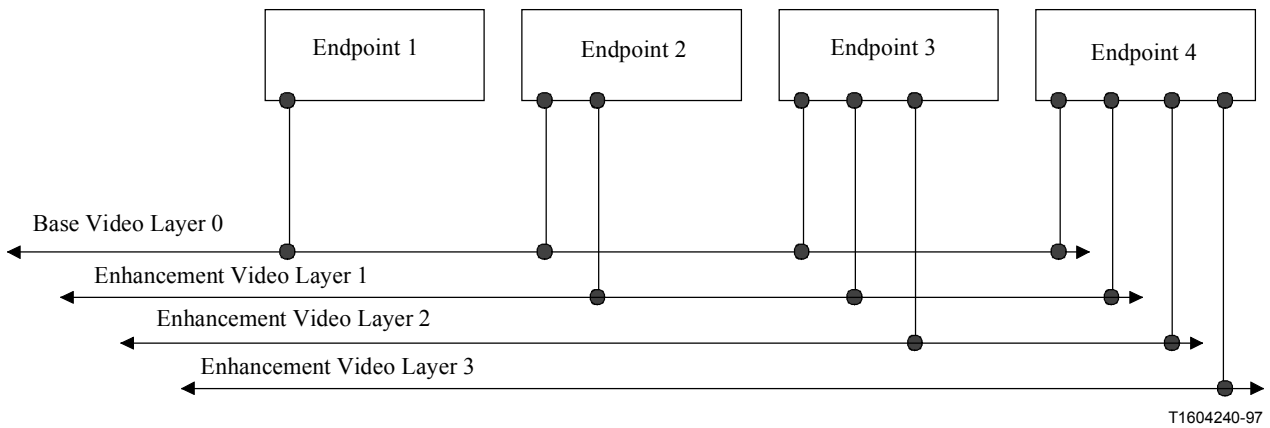 Endpoint 1
Endpoint 2
Endpoint 3
Endpoint 4
Base Video Layer 0
Enhancement Video Layer 1
Enhancement Video Layer 2
Enhancement Video Layer 3
T1604240-97